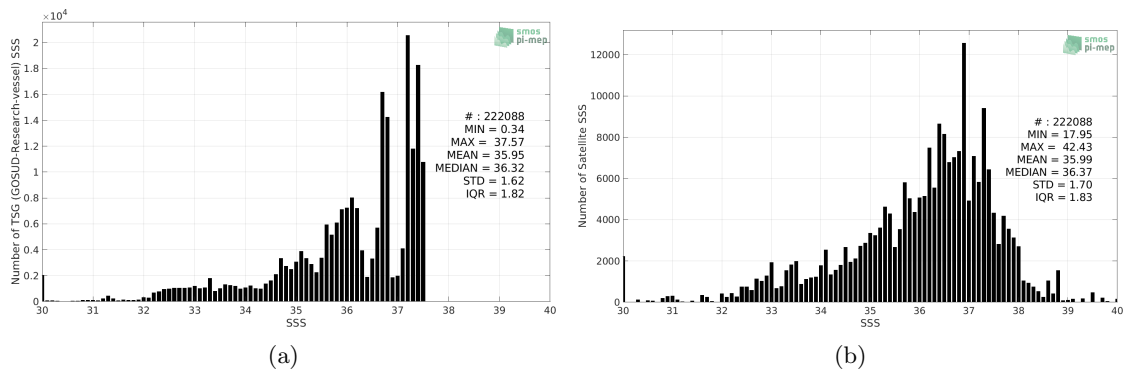 ×10⁴
Number of TSG (GOSUD-Research-vessel) SSS
2
1.8
1.6
1.4
1.2
1
0.8
0.6
0.4
0.2
0
30 31 32 33 34 35 36 37 38 39 40
SSS
smos
pi-mep
# : 222088
MIN = 0.34
MAX = 37.57
MEAN = 35.95
MEDIAN = 36.32
STD = 1.62
IQR = 1.82
(a)
Number of Satellite SSS
12000
10000
8000
6000
4000
2000
0
30 31 32 33 34 35 36 37 38 39 40
SSS
smos
pi-mep
# : 222088
MIN = 17.95
MAX = 42.43
MEAN = 35.99
MEDIAN = 36.37
STD = 1.70
IQR = 1.83
(b)